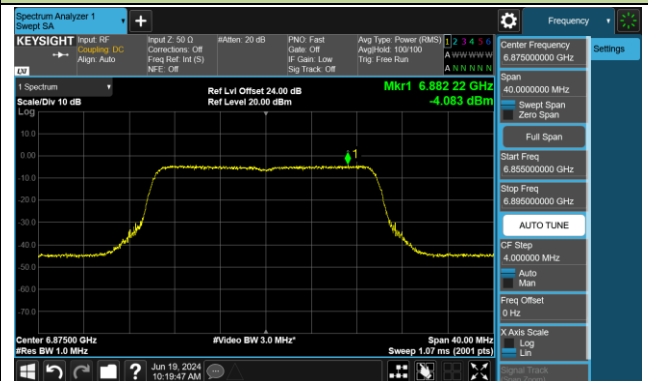 Spectrum Analyzer 1
Swept SA
Frequency
KEYSIGHT
Input: RF
Coupling: DC
Align: Auto
Input Z: 50 Ω
Corrections: Off
Freq Ref: Int (S)
NFE: Off
#Atten: 20 dB
PNO: Fast
Gate: Off
IF Gain: Low
Sig Track: Off
Avg Type: Power (RMS)
Avg|Hold: 100/100
Trig: Free Run
1 2 3 4 5 6
A W W W W W
A N N N N N
LXI
1 Spectrum
Scale/Div 10 dB
Log
Ref Lvl Offset 24.00 dB
Ref Level 20.00 dBm
Mkr1 6.882 22 GHz
-4.083 dBm
10.0
0.00
-10.0
-20.0
-30.0
-40.0
-50.0
-60.0
-70.0
1
Center 6.87500 GHz
#Res BW 1.0 MHz
#Video BW 3.0 MHz*
Span 40.00 MHz
Sweep 1.07 ms (2001 pts)
Jun 19, 2024
10:19:47 AM
Center Frequency
6.875000000 GHz
Settings
Span
40.0000000 MHz
Swept Span
Zero Span
Full Span
Start Freq
6.855000000 GHz
Stop Freq
6.895000000 GHz
AUTO TUNE
CF Step
4.000000 MHz
Auto
Man
Freq Offset
0 Hz
X Axis Scale
Log
Lin
Signal Track
(Span Zoom)